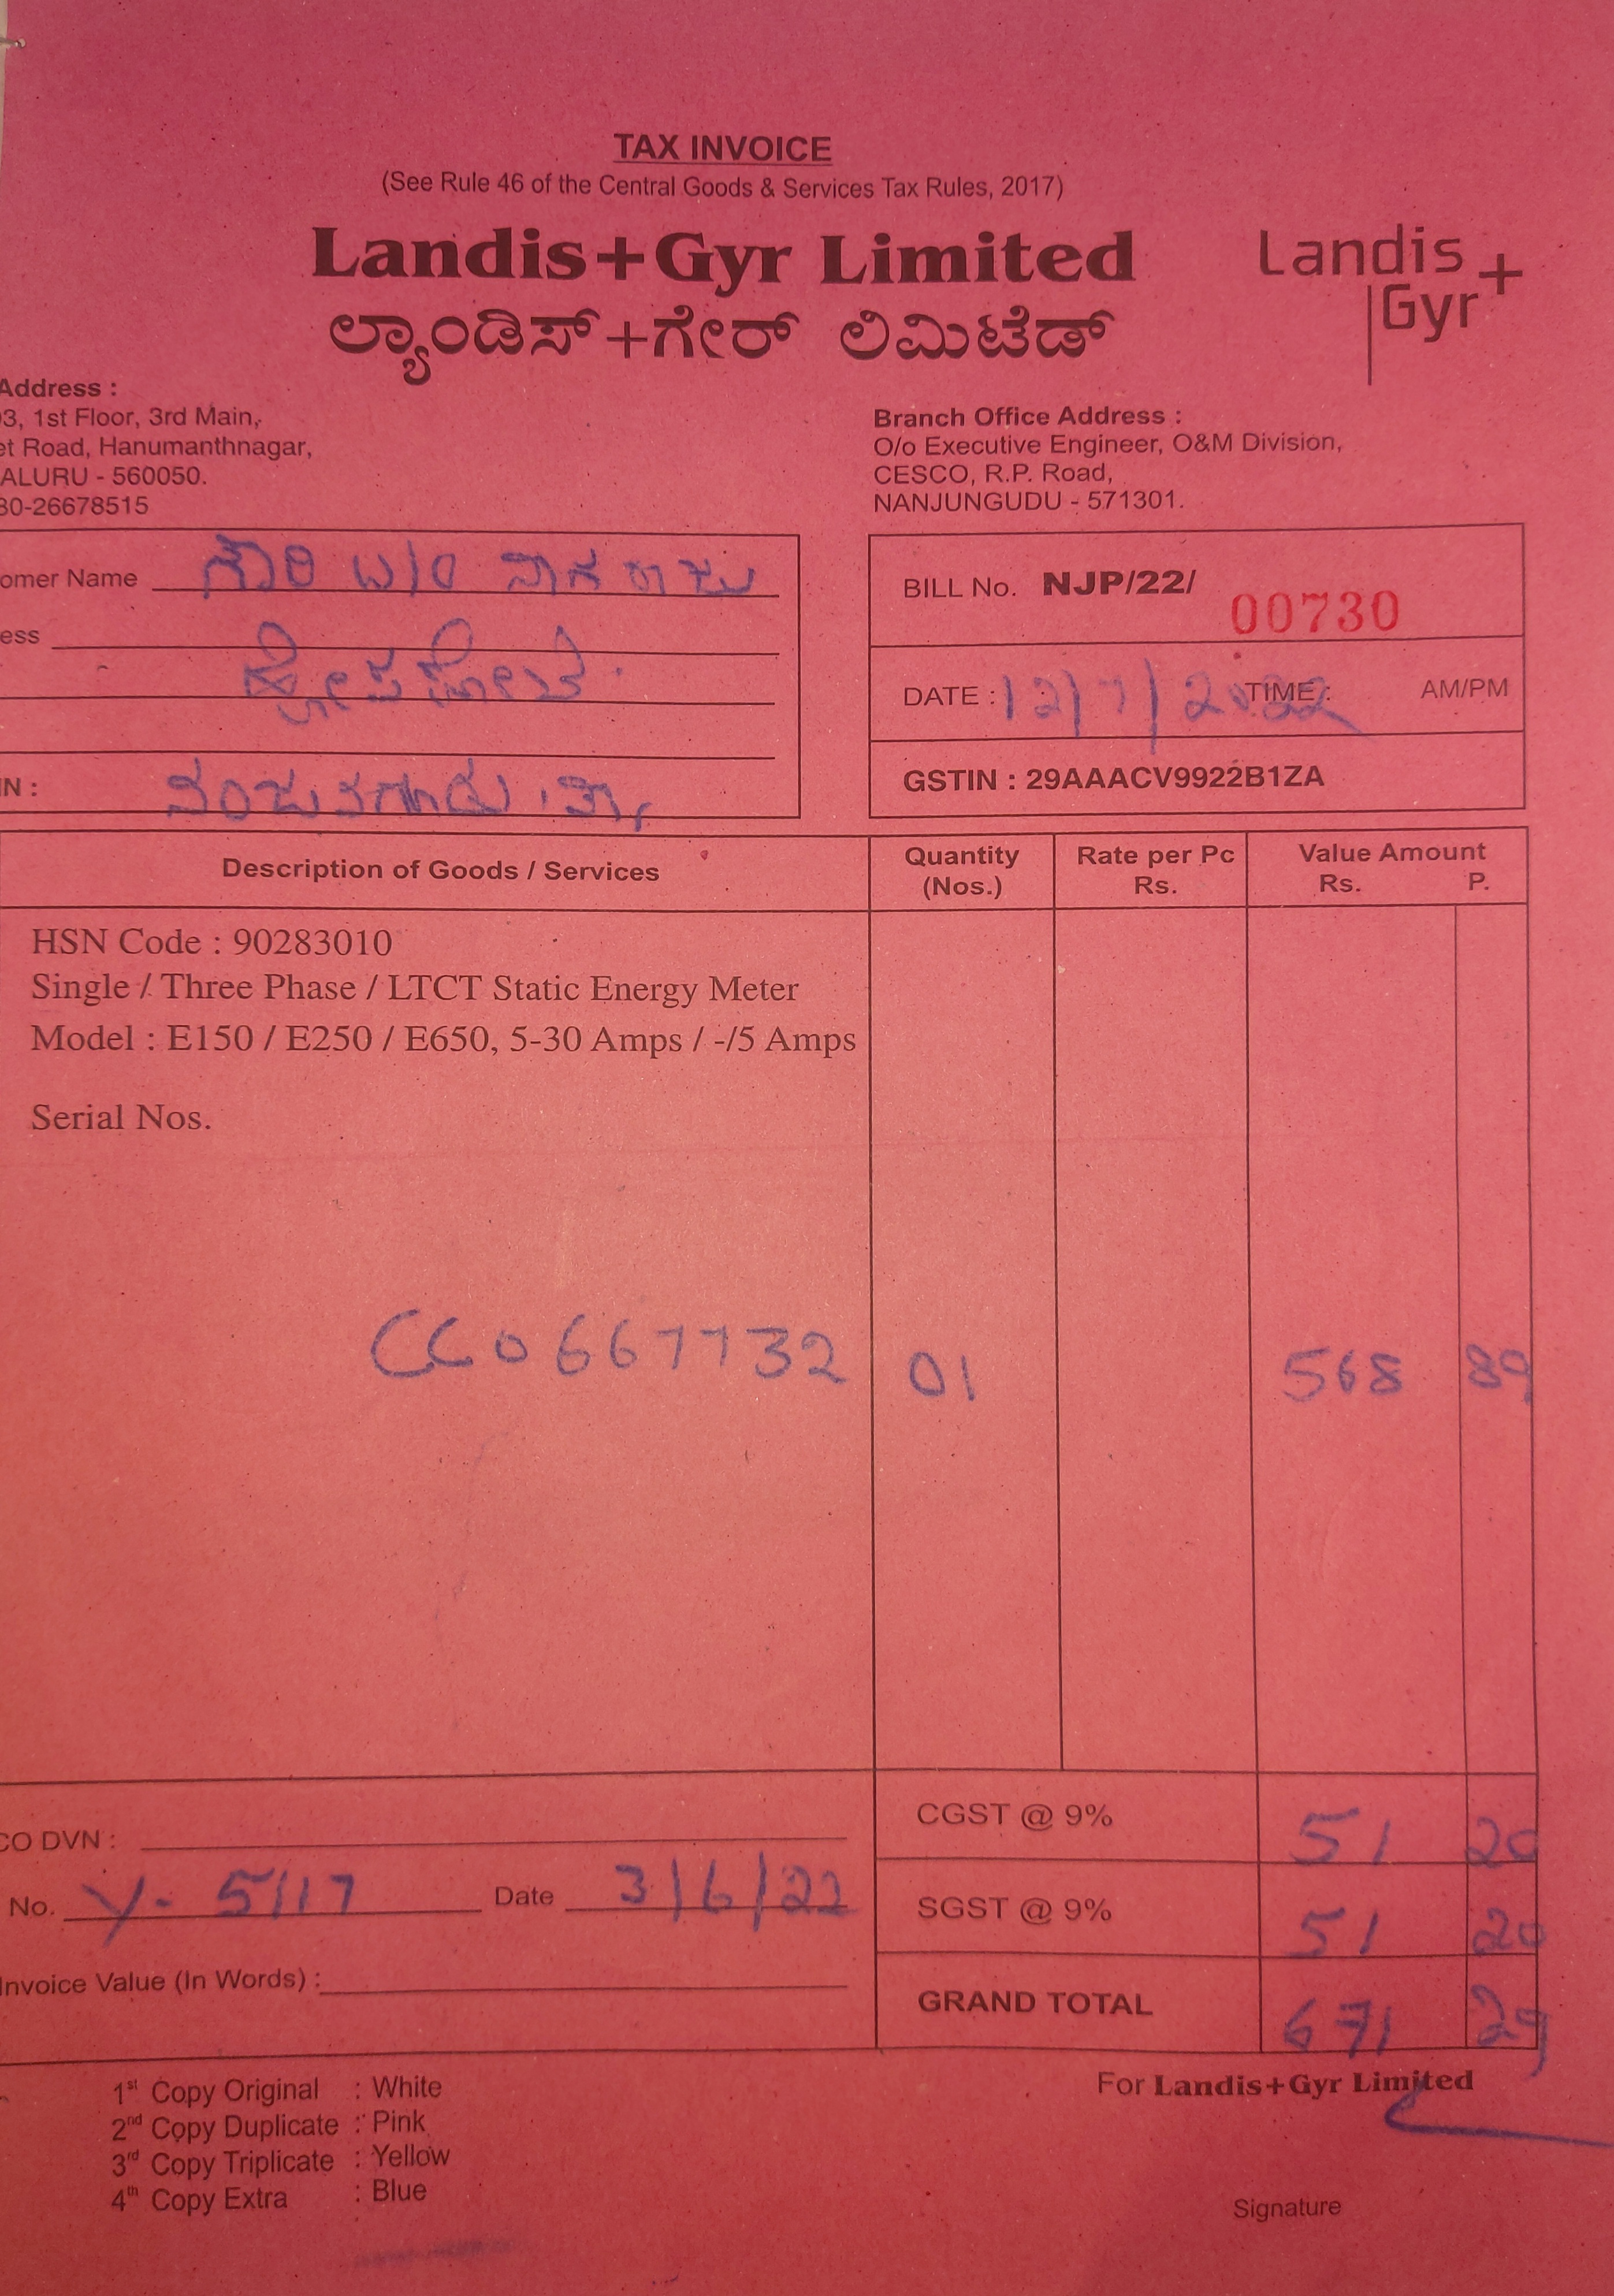 TAX INVOICE
(See Rule 46 of the Central Goods & Services Tax Rules, 2017)
Landis+Gyr Limited
ಲ್ಯಾಂಡಿಸ್+ಗೇರ್ ಲಿಮಿಟೆಡ್
Landis+
Gyr
Address :
03, 1st Floor, 3rd Main,
et Road, Hanumanthnagar,
ALURU - 560050.
30-26678515
Branch Office Address :
O/o Executive Engineer, O&M Division,
CESCO, R.P. Road,
NANJUNGUDU - 571301.
omer Name ಗೌರಿ W/O ನಾಗರಾಜು
ess
IN :
BILL No. NJP/22/ 00730
DATE : 12/7/2022 TIME : AM/PM
GSTIN : 29AAACV9922B1ZA
Description of Goods / Services
Quantity (Nos.)
Rate per Pc Rs.
Value Amount
Rs. P.
HSN Code : 90283010
Single / Three Phase / LTCT Static Energy Meter
Model : E150 / E250 / E650, 5-30 Amps / -/5 Amps
Serial Nos.
CC0667732 01 568 89
CGST @ 9% 51 20
SGST @ 9% 51 20
GRAND TOTAL 671 29
CO DVN :
No. Y- 5117 Date 3/6/22
Invoice Value (In Words) :
1st Copy Original : White
2nd Copy Duplicate : Pink
3rd Copy Triplicate : Yellow
4th Copy Extra : Blue
For Landis+Gyr Limited
Signature